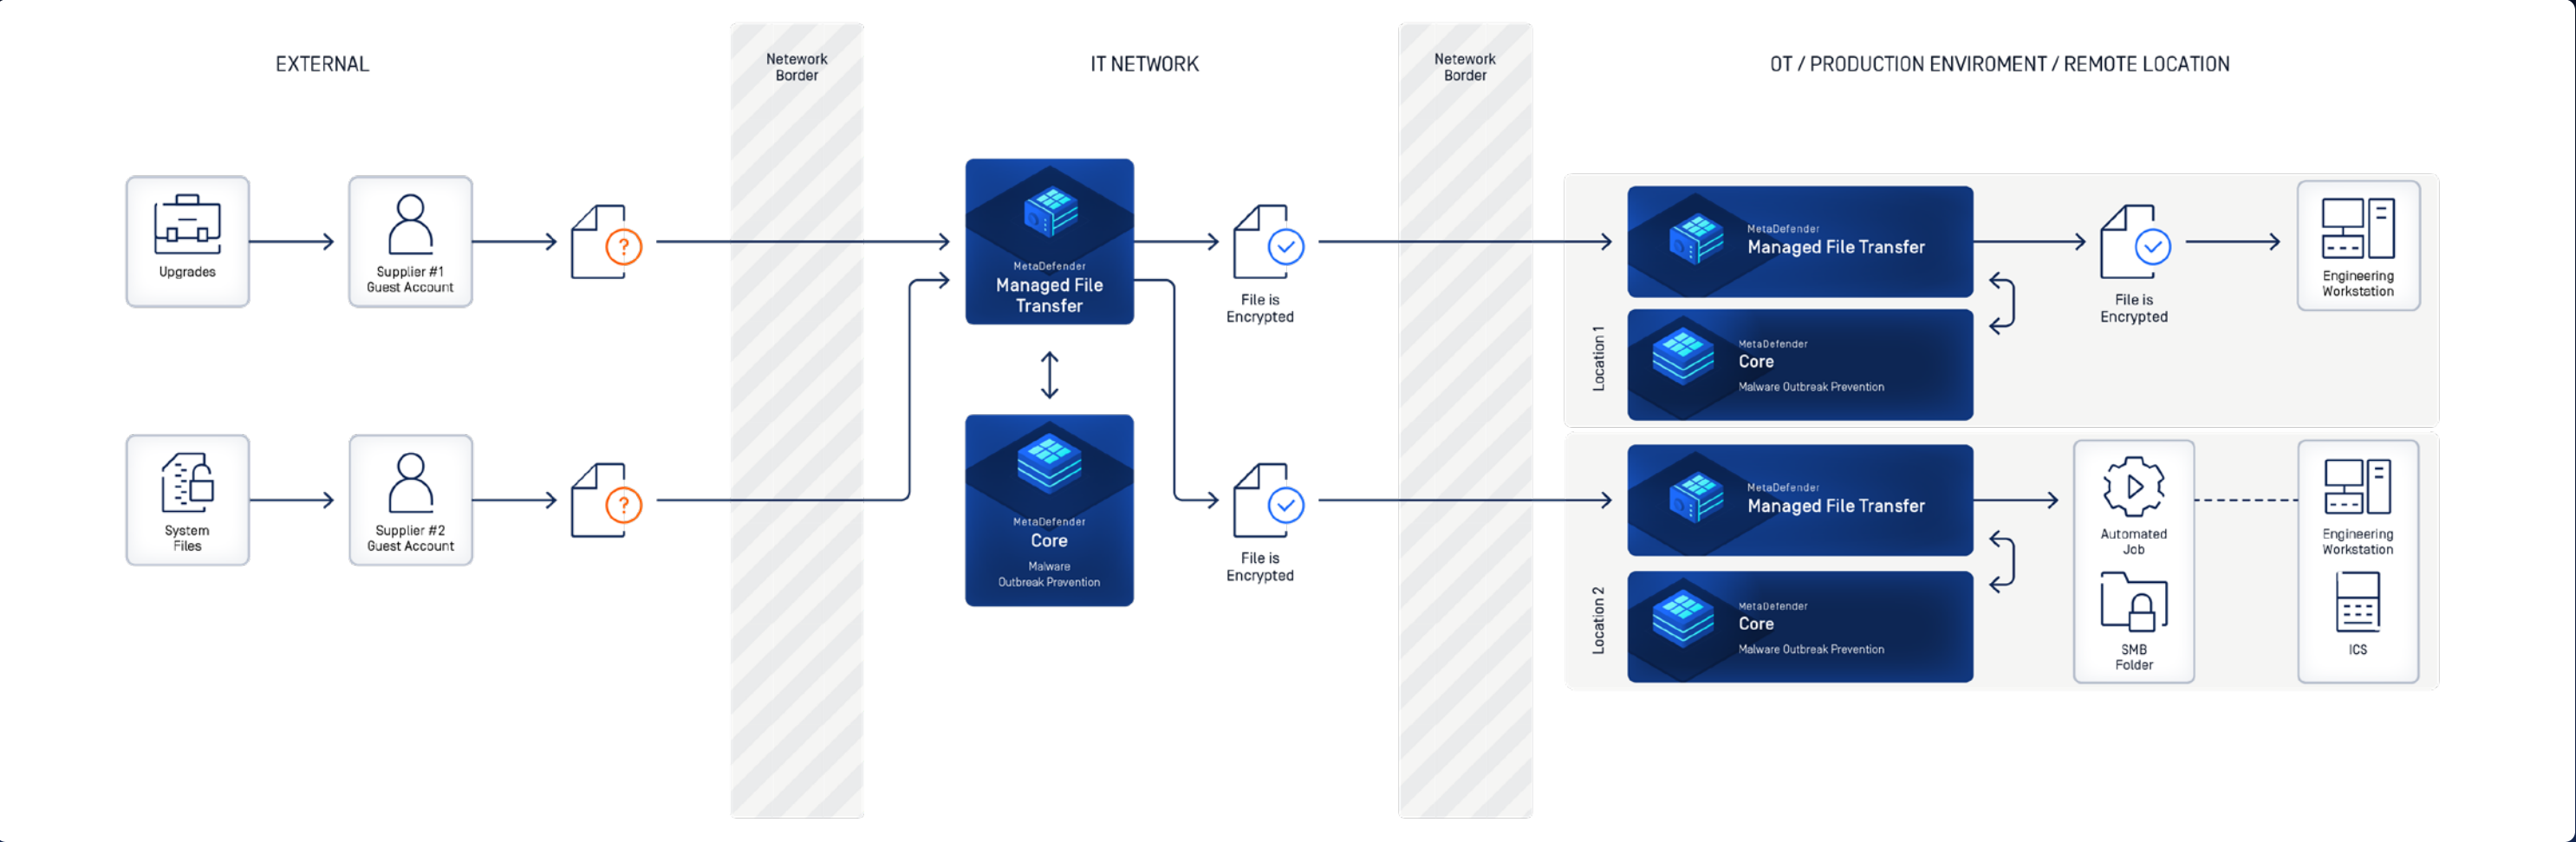 EXTERNAL
Netework
Border
IT NETWORK
Netework
Border
OT / PRODUCTION ENVIROMENT / REMOTE LOCATION
Upgrades
Supplier #1
Guest Account
?
MetaDefender
Managed File
Transfer
File is
Encrypted
Location 1
MetaDefender
Managed File Transfer
MetaDefender
Core
Malware Outbreak Prevention
File is
Encrypted
Engineering
Workstation
System
Files
Supplier #2
Guest Account
?
MetaDefender
Core
Malware
Outbreak Prevention
File is
Encrypted
Location 2
MetaDefender
Managed File Transfer
MetaDefender
Core
Malware Outbreak Prevention
Automated
Job
SMB
Folder
Engineering
Workstation
ICS